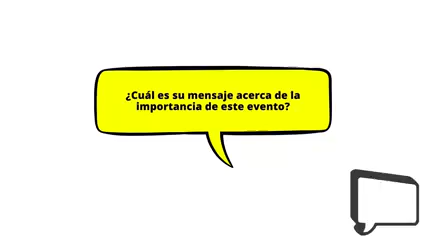 ¿Cuál es su mensaje acerca de la
importancia de este evento?